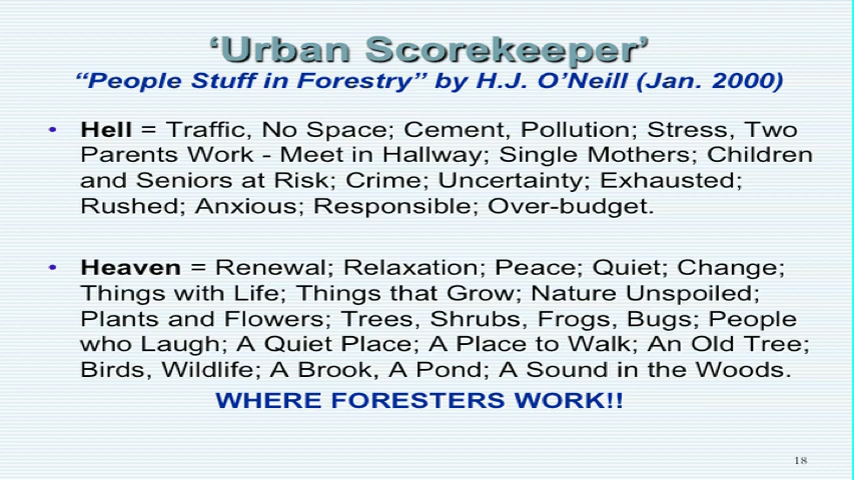 ‘Urban Scorekeeper’
“People Stuff in Forestry” by H.J. O’Neill (Jan. 2000)
• Hell = Traffic, No Space; Cement, Pollution; Stress, Two
Parents Work - Meet in Hallway; Single Mothers; Children
and Seniors at Risk; Crime; Uncertainty; Exhausted;
Rushed; Anxious; Responsible; Over-budget.
• Heaven = Renewal; Relaxation; Peace; Quiet; Change;
Things with Life; Things that Grow; Nature Unspoiled;
Plants and Flowers; Trees, Shrubs, Frogs, Bugs; People
who Laugh; A Quiet Place; A Place to Walk; An Old Tree;
Birds, Wildlife; A Brook, A Pond; A Sound in the Woods.
WHERE FORESTERS WORK!!
18